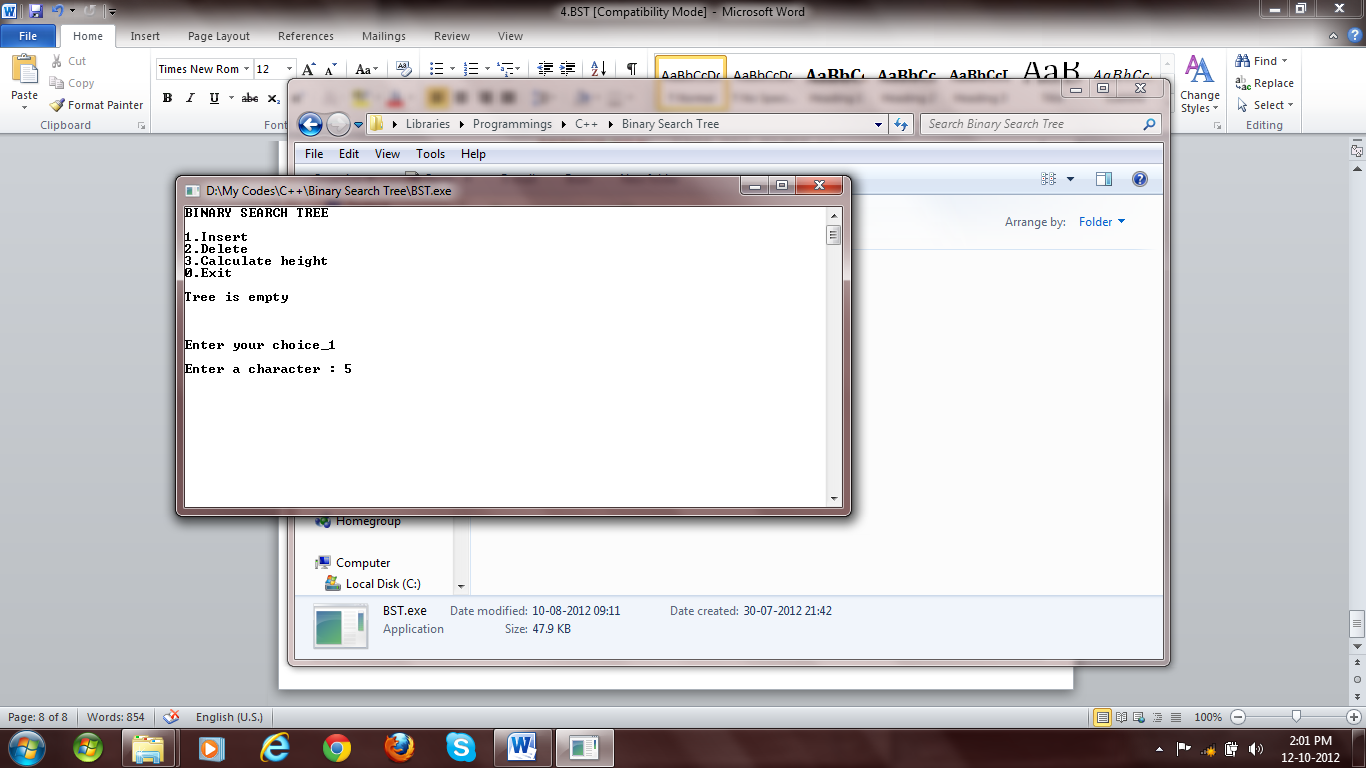 4.BST [Compatibility Mode] - Microsoft Word
File Home Insert Page Layout References Mailings Review View
Paste
Cut
Copy
Format Painter
Clipboard
Times New Rom 12
Font
AaBbCcDc AaBbCcDc AaBbC AaBbCc AaBbCcI AaB AaBbCc.
Change Styles
Find
Replace
Select
Editing
Libraries Programmings C++ Binary Search Tree
Search Binary Search Tree
File Edit View Tools Help
Arrange by: Folder
D:\My Codes\C++\Binary Search Tree\BST.exe
BINARY SEARCH TREE
1.Insert
2.Delete
3.Calculate height
0.Exit
Tree is empty
Enter your choice_1
Enter a character : 5
Homegroup
Computer
Local Disk (C:)
BST.exe Date modified: 10-08-2012 09:11 Date created: 30-07-2012 21:42
Application Size: 47.9 KB
Page: 8 of 8 Words: 854 English (U.S.) 100%
2:01 PM
12-10-2012